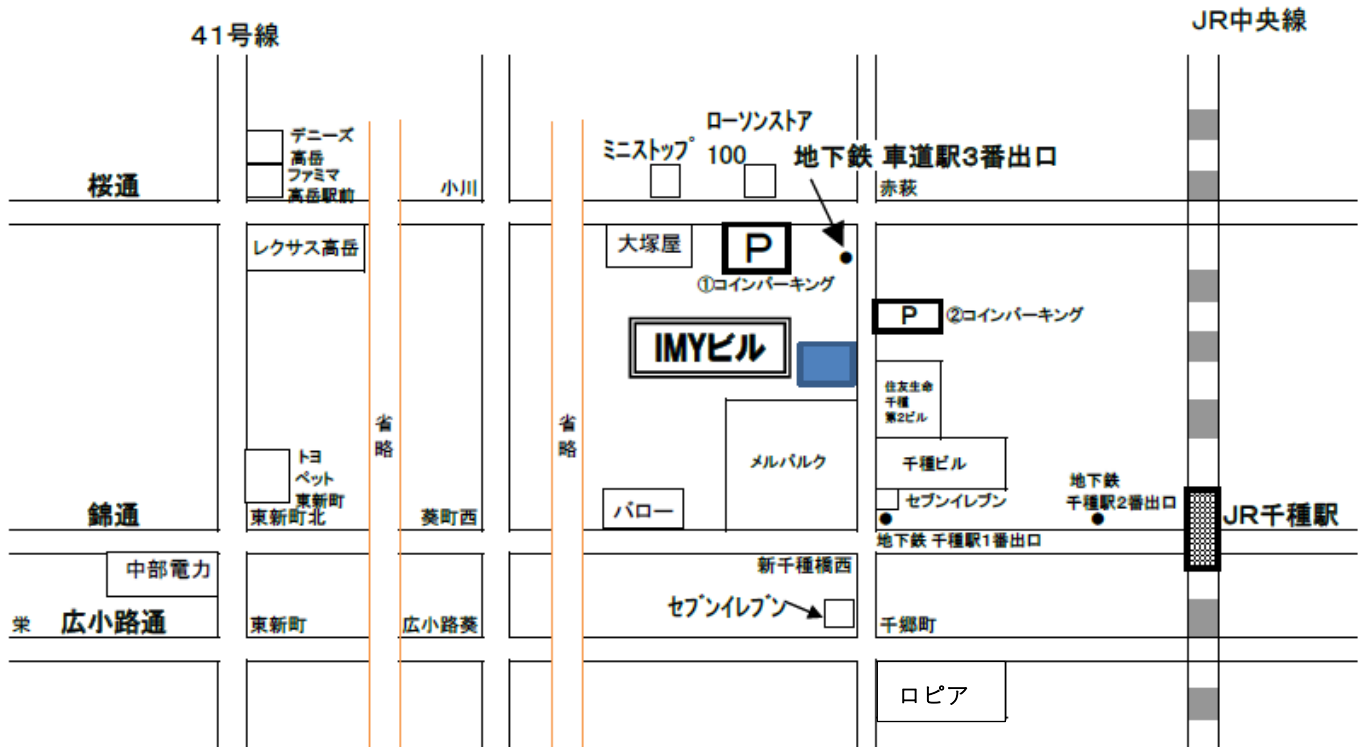 41号線
JR中央線
デニーズ
高岳
ファミマ
高岳駅前
ミニストップ
ローソンストア
100
地下鉄 車道駅3番出口
桜通
小川
赤萩
レクサス高岳
大塚屋
P
①コインパーキング
P
②コインパーキング
IMYビル
住友生命
千種
第2ビル
省
略
省
略
メルパルク
千種ビル
トヨ
ペット
東新町
バロー
セブンイレブン
地下鉄
千種駅2番出口
錦通
東新町北
葵町西
JR千種駅
地下鉄 千種駅1番出口
中部電力
新千種橋西
セブンイレブン
栄
広小路通
東新町
広小路葵
千郷町
ロピア